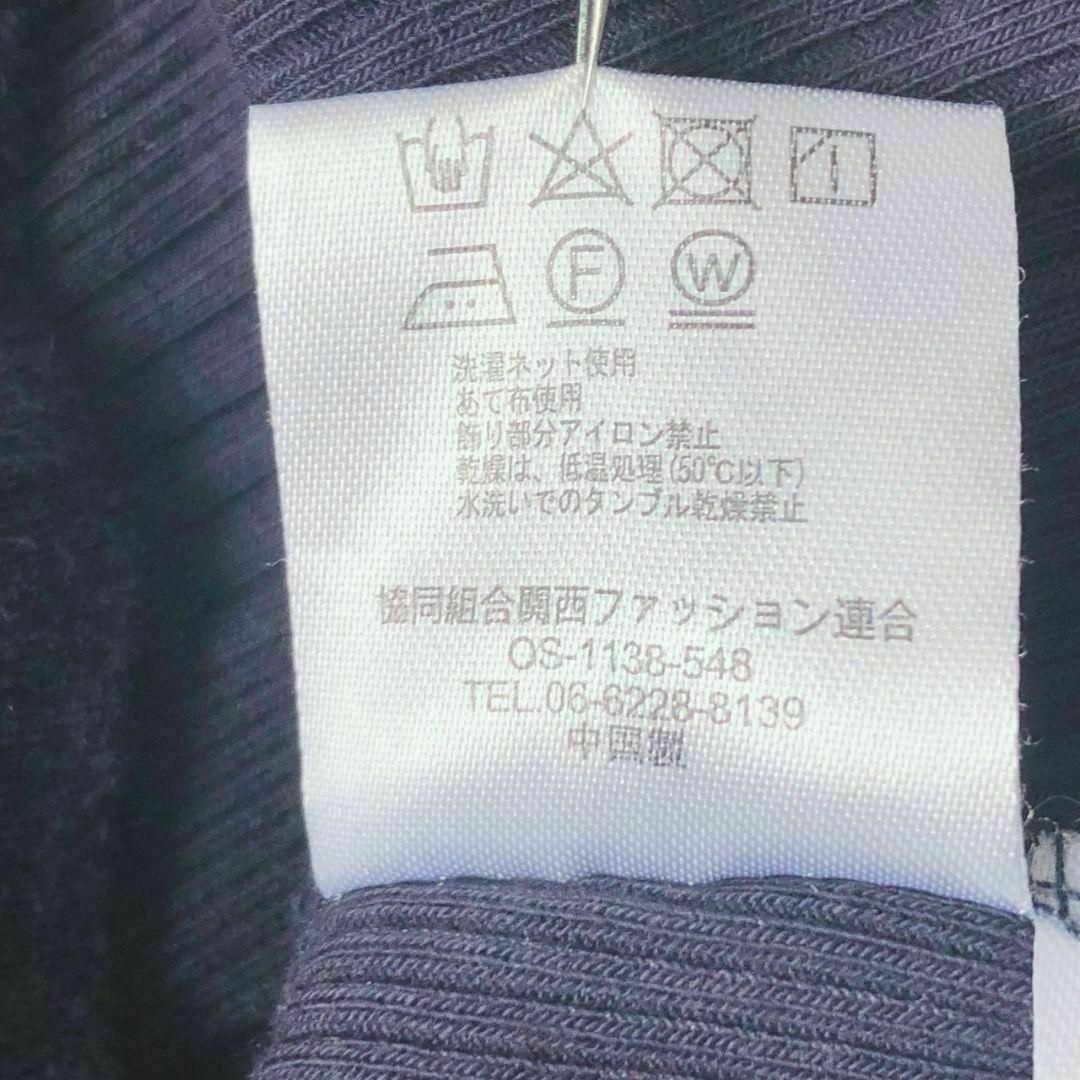 F W
洗濯ネット使用
あて布使用
飾り部分アイロン禁止
乾燥は、低温処理(50℃以下)
水洗いでのタンブル乾燥禁止
協同組合関西ファッション連合
OS-1138-548
TEL.06-6228-8139
中国製